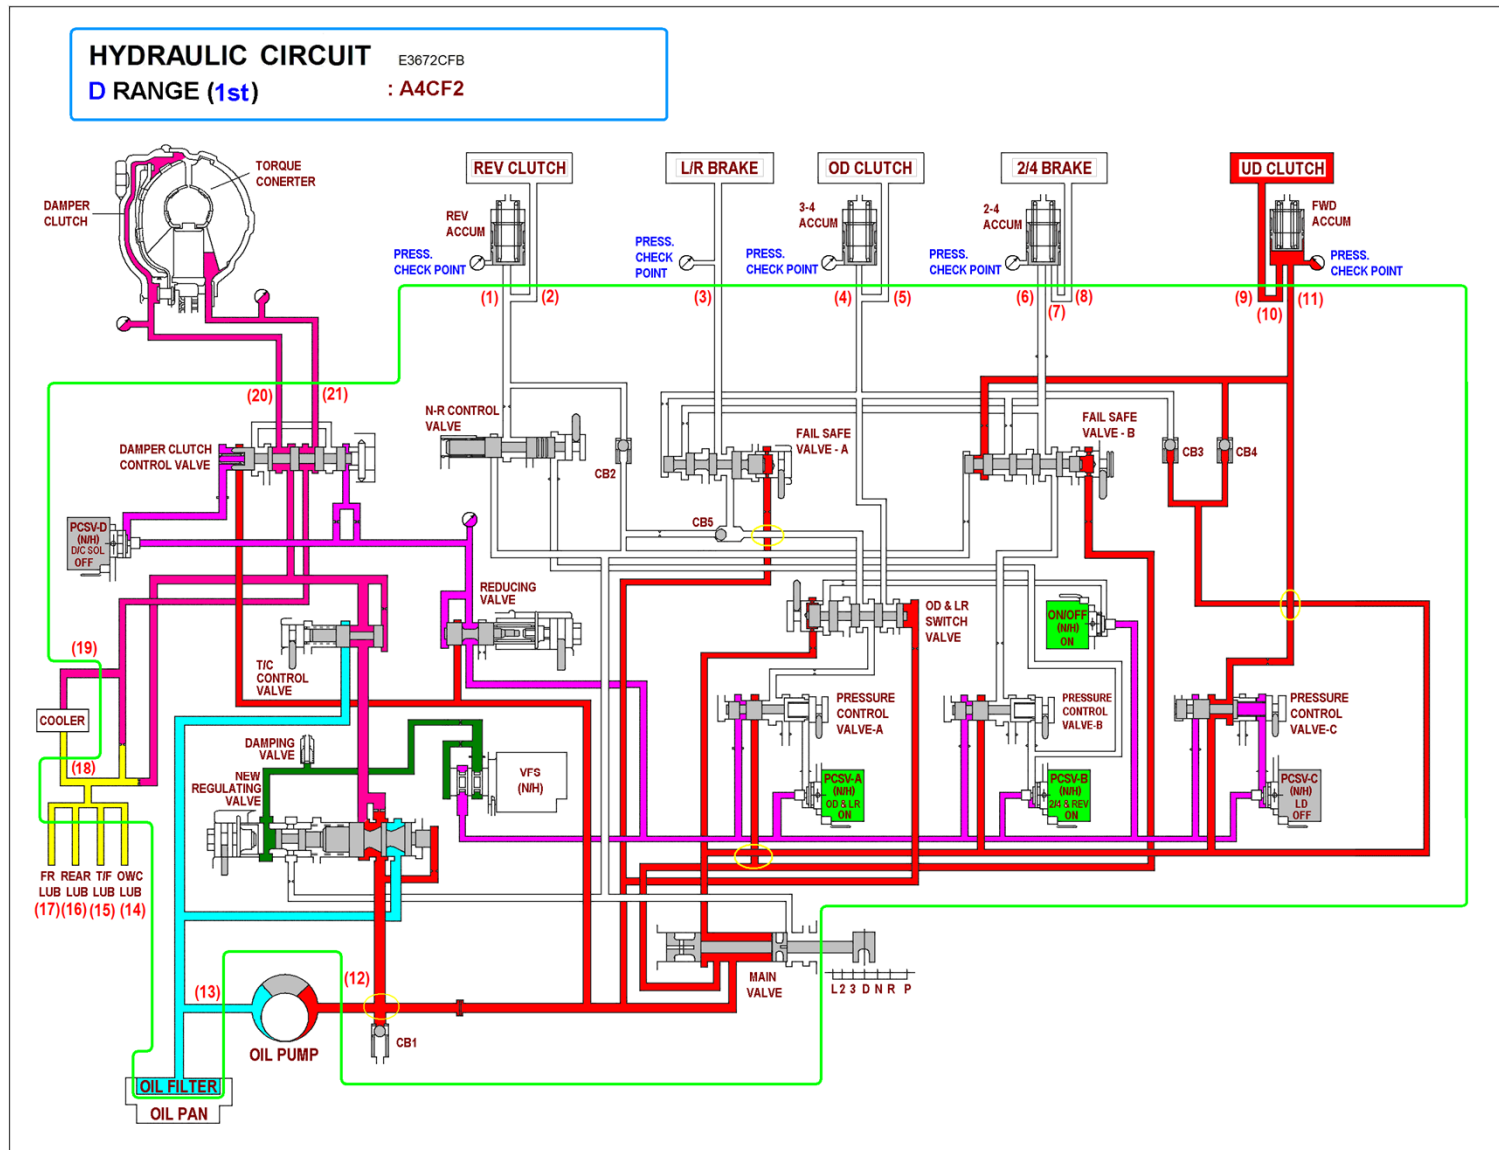 HYDRAULIC CIRCUIT E3672CFB
D RANGE (1st) : A4CF2
TORQUE
CONERTER
DAMPER
CLUTCH
REV CLUTCH
L/R BRAKE
OD CLUTCH
2/4 BRAKE
UD CLUTCH
REV
ACCUM
3-4
ACCUM
2-4
ACCUM
FWD
ACCUM
PRESS.
CHECK POINT
PRESS.
CHECK
POINT
PRESS.
CHECK POINT
PRESS.
CHECK POINT
PRESS.
CHECK POINT
(1)
(2)
(3)
(4)
(5)
(6)
(7)
(8)
(9)
(10)
(11)
(20)
(21)
N-R CONTROL
VALVE
DAMPER CLUTCH
CONTROL VALVE
FAIL SAFE
VALVE - A
FAIL SAFE
VALVE - B
CB2
CB3
CB4
CB5
PCSV-D
(N/H)
D/C SOL
OFF
REDUCING
VALVE
OD & LR
SWITCH
VALVE
ON/OFF
(N/H)
ON
(19)
T/C
CONTROL
VALVE
COOLER
PRESSURE
CONTROL
VALVE-A
PRESSURE
CONTROL
VALVE-B
PRESSURE
CONTROL
VALVE-C
DAMPING
VALVE
(18)
NEW
REGULATING
VALVE
VFS
(N/H)
PCSV-A
(N/H)
OD & LR
ON
PCSV-B
(N/H)
2/4 & REV
ON
PCSV-C
(N/H)
LD
OFF
FR REAR T/F OWC
LUB LUB LUB LUB
(17) (16) (15) (14)
(12)
(13)
MAIN
VALVE
L 2 3 D N R P
CB1
OIL PUMP
OIL FILTER
OIL PAN